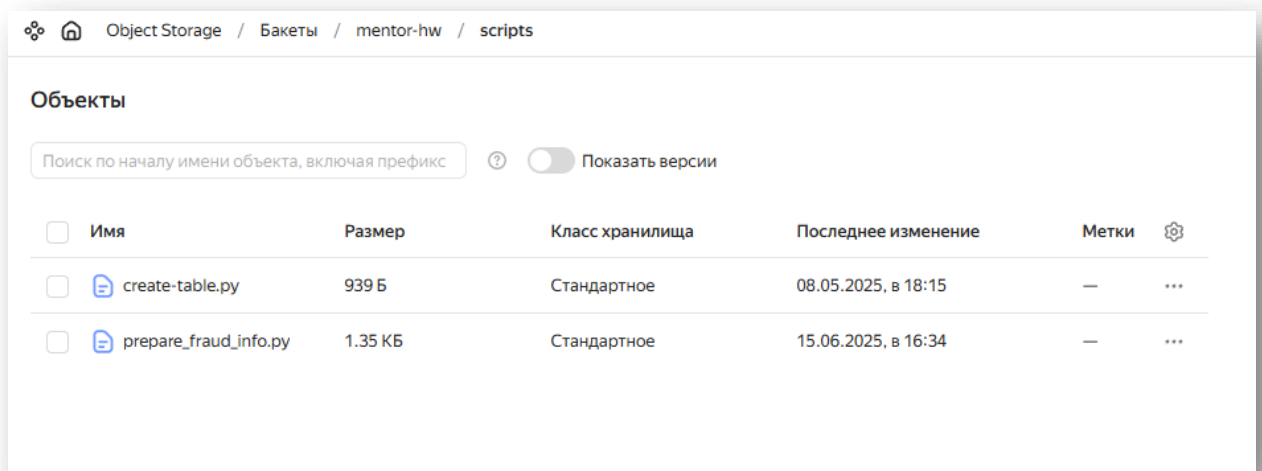 Object Storage / Бакеты / mentor-hw / scripts
Объекты
Поиск по началу имени объекта, включая префикс Показать версии
Имя Размер Класс хранилища Последнее изменение Метки
create-table.py 939 Б Стандартное 08.05.2025, в 18:15 —
prepare_fraud_info.py 1.35 КБ Стандартное 15.06.2025, в 16:34 —